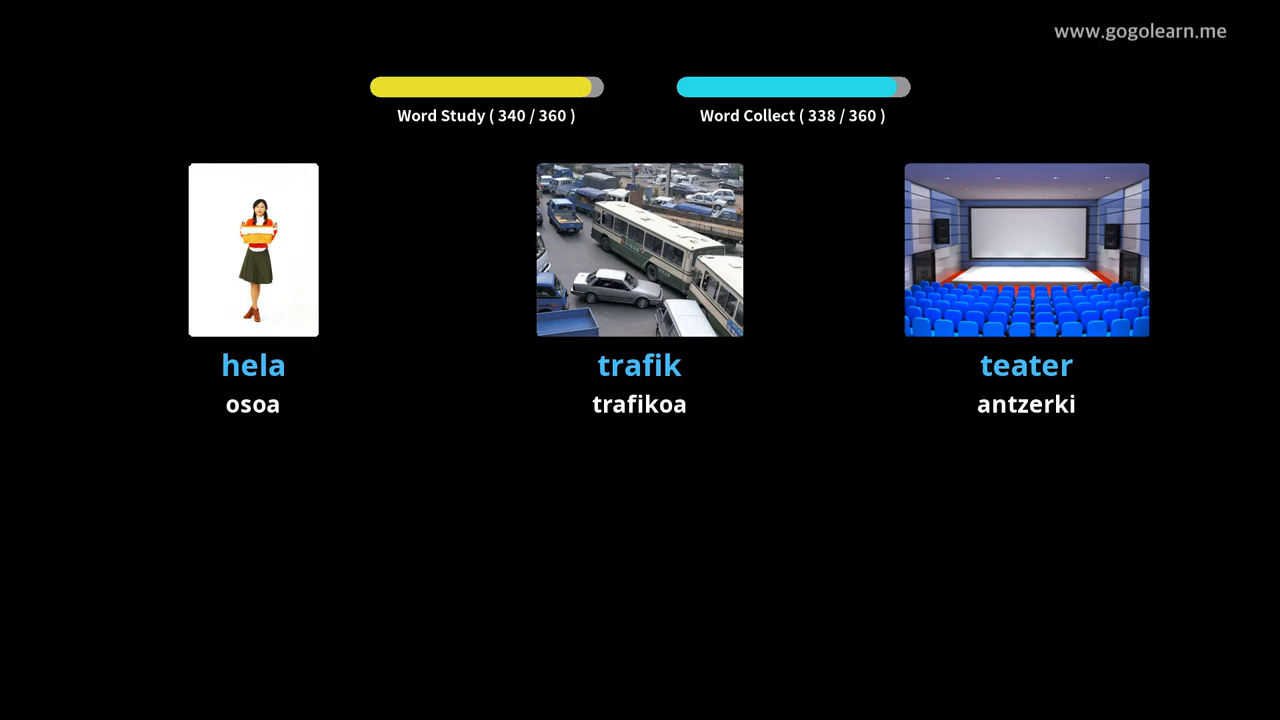 www.gogolearn.me
Word Study ( 340 / 360 )
Word Collect ( 338 / 360 )
hela
trafik
teater
osoa
trafikoa
antzerki